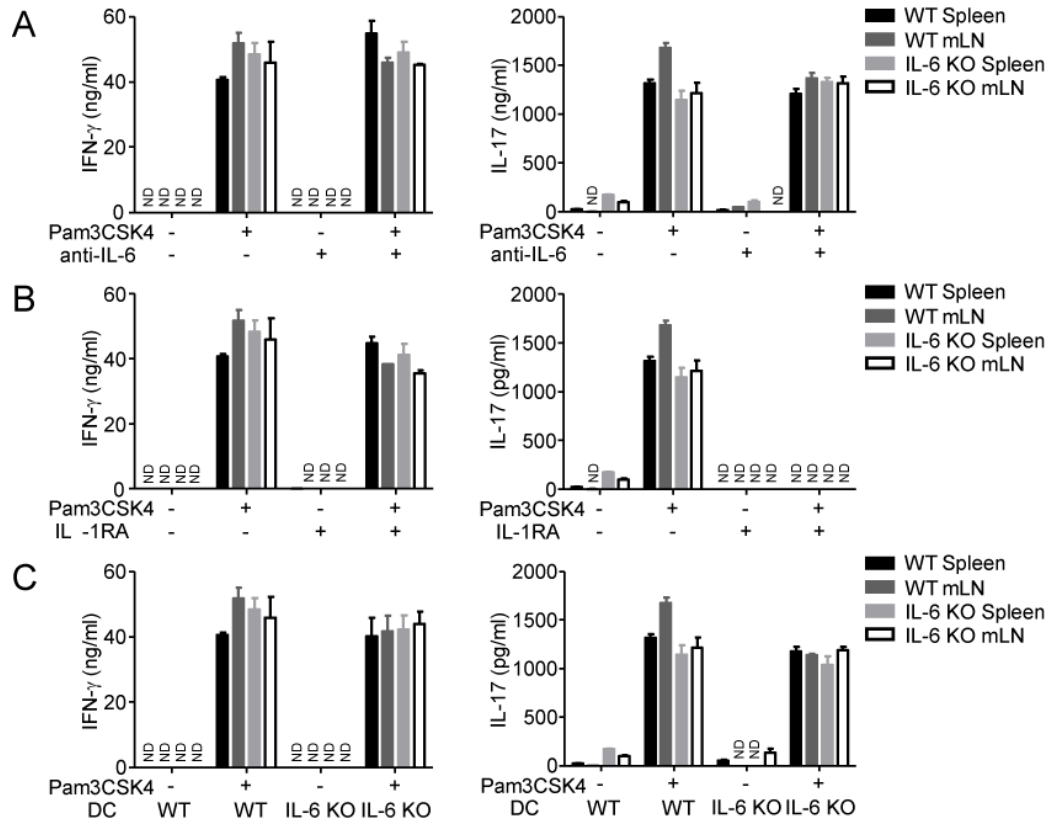 A
IFN-γ (ng/ml)
60
40
20
0
ND ND ND ND
ND ND ND ND
Pam3CSK4 - + - +
anti-IL-6 - - + +
IL-17 (ng/ml)
2000
1500
1000
500
0
ND
ND
Pam3CSK4 - + - +
anti-IL-6 - - + +
WT Spleen
WT mLN
IL-6 KO Spleen
IL-6 KO mLN
B
IFN-γ (ng/ml)
60
40
20
0
ND ND ND ND
ND ND ND
Pam3CSK4 - + - +
IL -1RA - - + +
IL-17 (pg/ml)
2000
1500
1000
500
0
ND
ND ND ND ND
ND ND ND ND
Pam3CSK4 - + - +
IL-1RA - - + +
WT Spleen
WT mLN
IL-6 KO Spleen
IL-6 KO mLN
C
IFN-γ (ng/ml)
60
40
20
0
ND ND ND ND
ND ND ND ND
Pam3CSK4 - + - +
DC WT WT IL-6 KO IL-6 KO
IL-17 (pg/ml)
2000
1500
1000
500
0
ND ND
Pam3CSK4 - + - +
DC WT WT IL-6 KO IL-6 KO
WT Spleen
WT mLN
IL-6 KO Spleen
IL-6 KO mLN